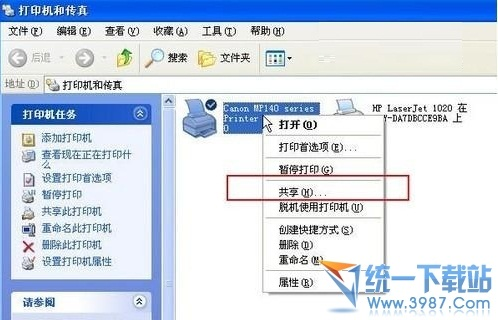 打印机和传真
文件(F) 编辑(E) 查看(V) 收藏(A) 工具(T) 帮助(H)
后退 搜索 文件夹
地址(D) 打印机和传真
打印机任务
添加打印机
查看现在正在打印什么
设置打印首选项
暂停打印
共享此打印机
重命名此打印机
删除此打印机
设置打印机属性
请参阅
Canon MP140 series
Printer
0
HP LaserJet 1020 在
Y-DA7DBCCE9BA 上
打开(O)
打印首选项(E)...
暂停打印(G)
共享(H)...
脱机使用打印机(U)
创建快捷方式(S)
删除(D)
重命名(M)
属性(R)
统一下载站
www.3987.com